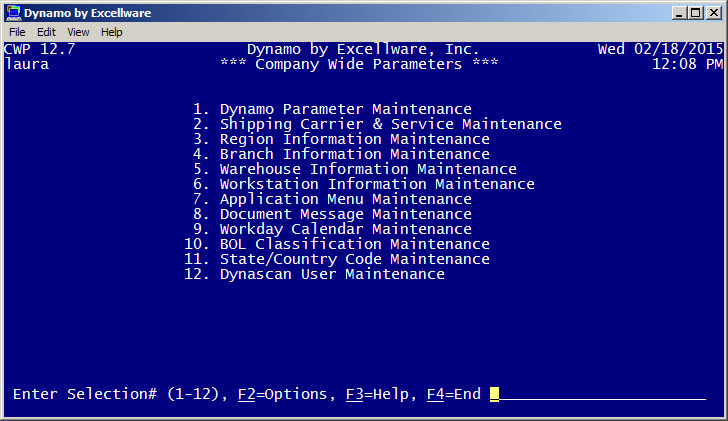 Dynamo by Excellware
File Edit View Help
CWP 12.7 Dynamo by Excellware, Inc. Wed 02/18/2015
laura *** Company Wide Parameters *** 12:08 PM
1. Dynamo Parameter Maintenance
2. Shipping Carrier & Service Maintenance
3. Region Information Maintenance
4. Branch Information Maintenance
5. Warehouse Information Maintenance
6. Workstation Information Maintenance
7. Application Menu Maintenance
8. Document Message Maintenance
9. Workday Calendar Maintenance
10. BOL Classification Maintenance
11. State/Country Code Maintenance
12. Dynascan User Maintenance
Enter Selection# (1-12), F2=Options, F3=Help, F4=End